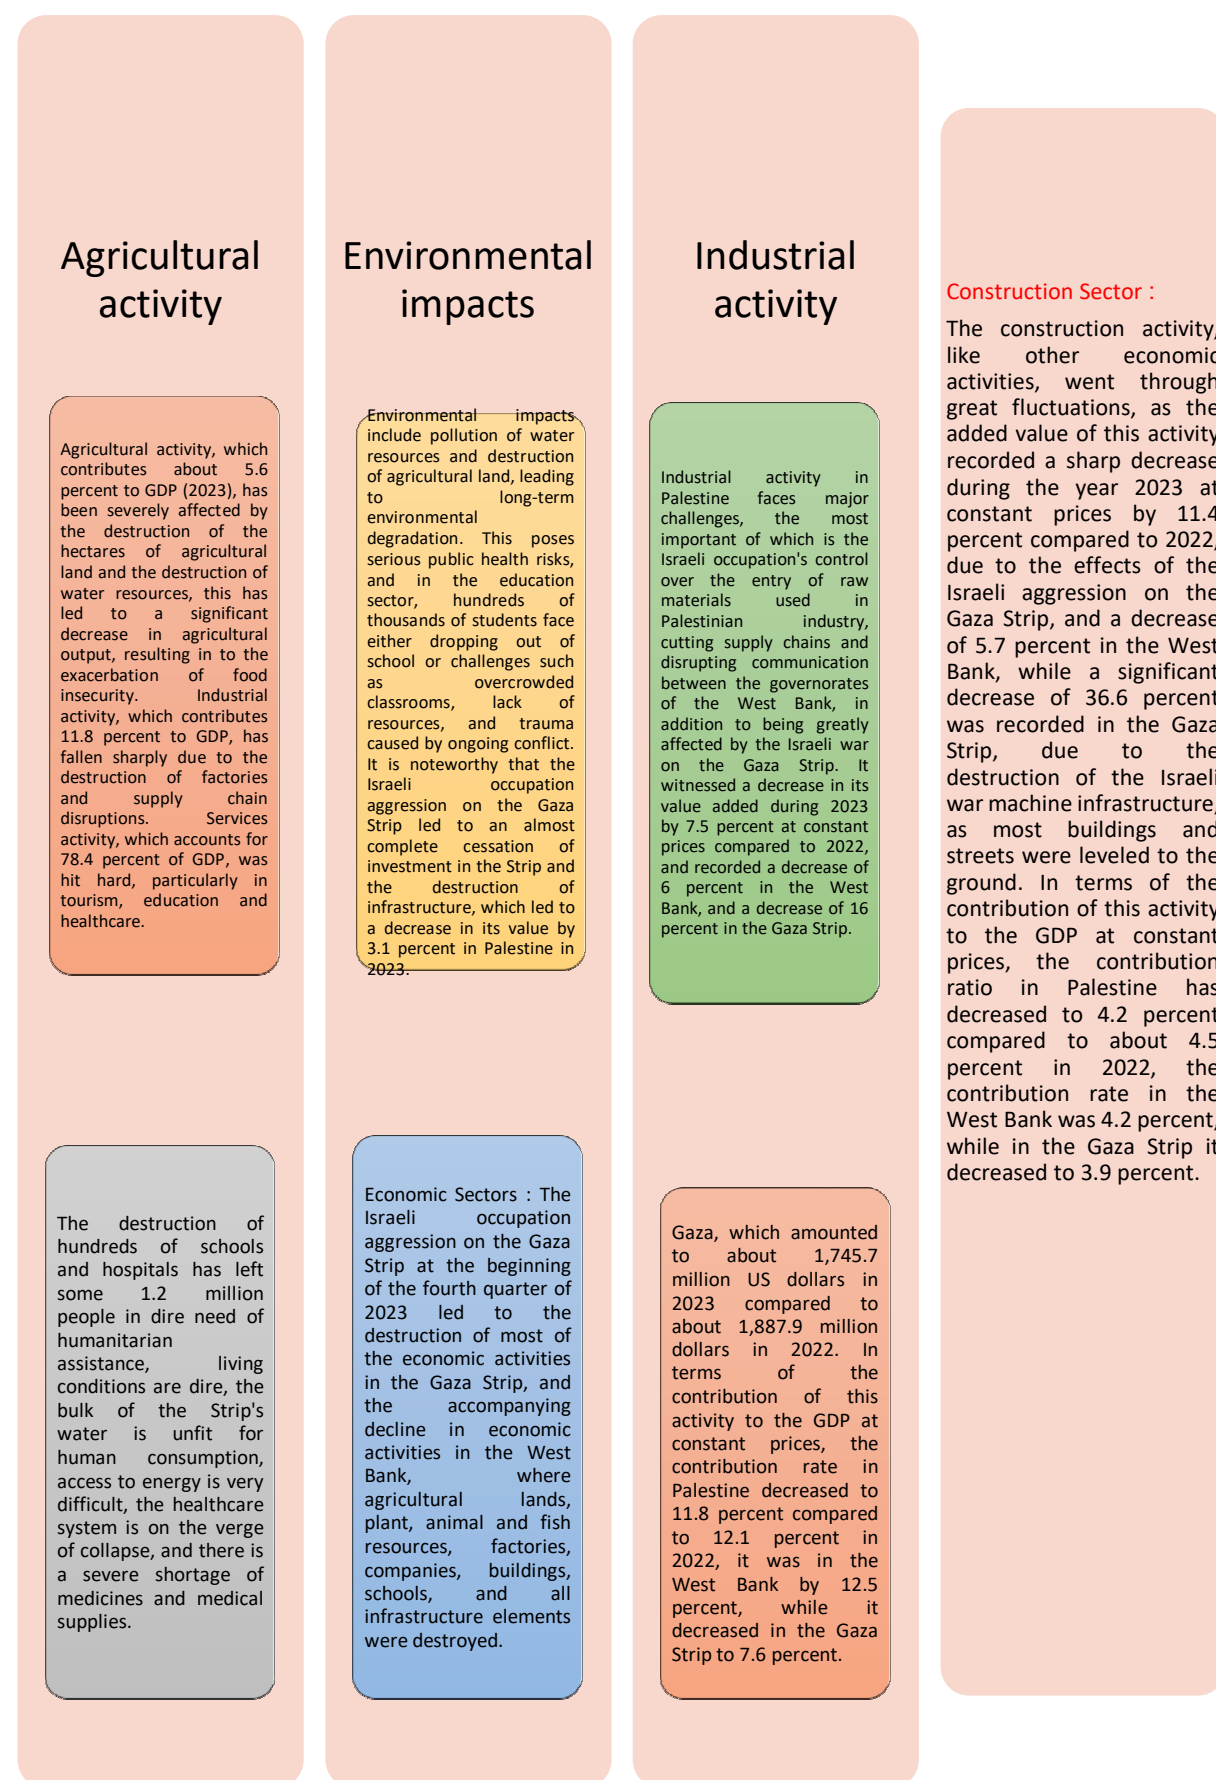 Agricultural
activity
Agricultural activity, which
contributes about 5.6
percent to GDP (2023), has
been severely affected by
the destruction of the
hectares of agricultural
land and the destruction of
water resources, this has
led to a significant
decrease in agricultural
output, resulting in to the
exacerbation of food
insecurity. Industrial
activity, which contributes
11.8 percent to GDP, has
fallen sharply due to the
destruction of factories
and supply chain
disruptions. Services
activity, which accounts for
78.4 percent of GDP, was
hit hard, particularly in
tourism, education and
healthcare.
The destruction of
hundreds of schools
and hospitals has left
some 1.2 million
people in dire need of
humanitarian
assistance, living
conditions are dire, the
bulk of the Strip's
water is unfit for
human consumption,
access to energy is very
difficult, the healthcare
system is on the verge
of collapse, and there is
a severe shortage of
medicines and medical
supplies.
Environmental
impacts
Environmental impacts
include pollution of water
resources and destruction
of agricultural land, leading
to long-term
environmental
degradation. This poses
serious public health risks,
and in the education
sector, hundreds of
thousands of students face
either dropping out of
school or challenges such
as overcrowded
classrooms, lack of
resources, and trauma
caused by ongoing conflict.
It is noteworthy that the
Israeli occupation
aggression on the Gaza
Strip led to an almost
complete cessation of
investment in the Strip and
the destruction of
infrastructure, which led to
a decrease in its value by
3.1 percent in Palestine in
2023.
Economic Sectors : The
Israeli occupation
aggression on the Gaza
Strip at the beginning
of the fourth quarter of
2023 led to the
destruction of most of
the economic activities
in the Gaza Strip, and
the accompanying
decline in economic
activities in the West
Bank, where
agricultural lands,
plant, animal and fish
resources, factories,
companies, buildings,
schools, and all
infrastructure elements
were destroyed.
Industrial
activity
Industrial activity in
Palestine faces major
challenges, the most
important of which is the
Israeli occupation's control
over the entry of raw
materials used in
Palestinian industry,
cutting supply chains and
disrupting communication
between the governorates
of the West Bank, in
addition to being greatly
affected by the Israeli war
on the Gaza Strip. It
witnessed a decrease in its
value added during 2023
by 7.5 percent at constant
prices compared to 2022,
and recorded a decrease of
6 percent in the West
Bank, and a decrease of 16
percent in the Gaza Strip.
Gaza, which amounted
to about 1,745.7
million US dollars in
2023 compared to
about 1,887.9 million
dollars in 2022. In
terms of the
contribution of this
activity to the GDP at
constant prices, the
contribution rate in
Palestine decreased to
11.8 percent compared
to 12.1 percent in
2022, it was in the
West Bank by 12.5
percent, while it
decreased in the Gaza
Strip to 7.6 percent.
Construction Sector :
The construction activity,
like other economic
activities, went through
great fluctuations, as the
added value of this activity
recorded a sharp decrease
during the year 2023 at
constant prices by 11.4
percent compared to 2022,
due to the effects of the
Israeli aggression on the
Gaza Strip, and a decrease
of 5.7 percent in the West
Bank, while a significant
decrease of 36.6 percent
was recorded in the Gaza
Strip, due to the
destruction of the Israeli
war machine infrastructure,
as most buildings and
streets were leveled to the
ground. In terms of the
contribution of this activity
to the GDP at constant
prices, the contribution
ratio in Palestine has
decreased to 4.2 percent
compared to about 4.5
percent in 2022, the
contribution rate in the
West Bank was 4.2 percent,
while in the Gaza Strip it
decreased to 3.9 percent.